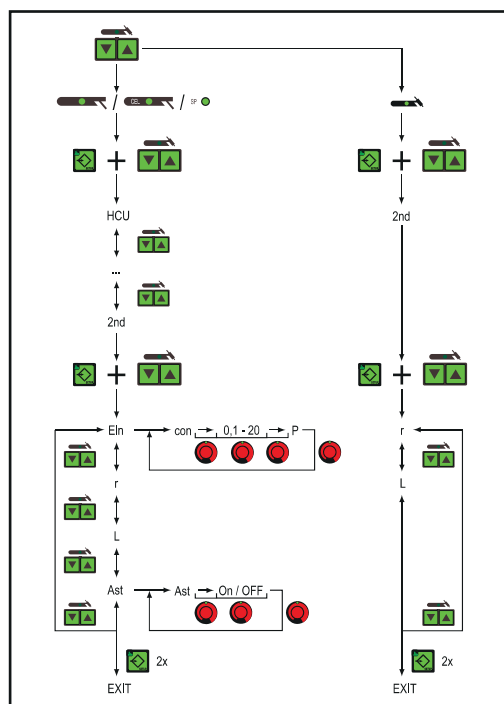 / CEL / SP
+ +
HCU 2nd
...
2nd
+ +
Eln con 0,1 - 20 P r
r L
L
Ast Ast On / OFF
2x 2x
EXIT EXIT